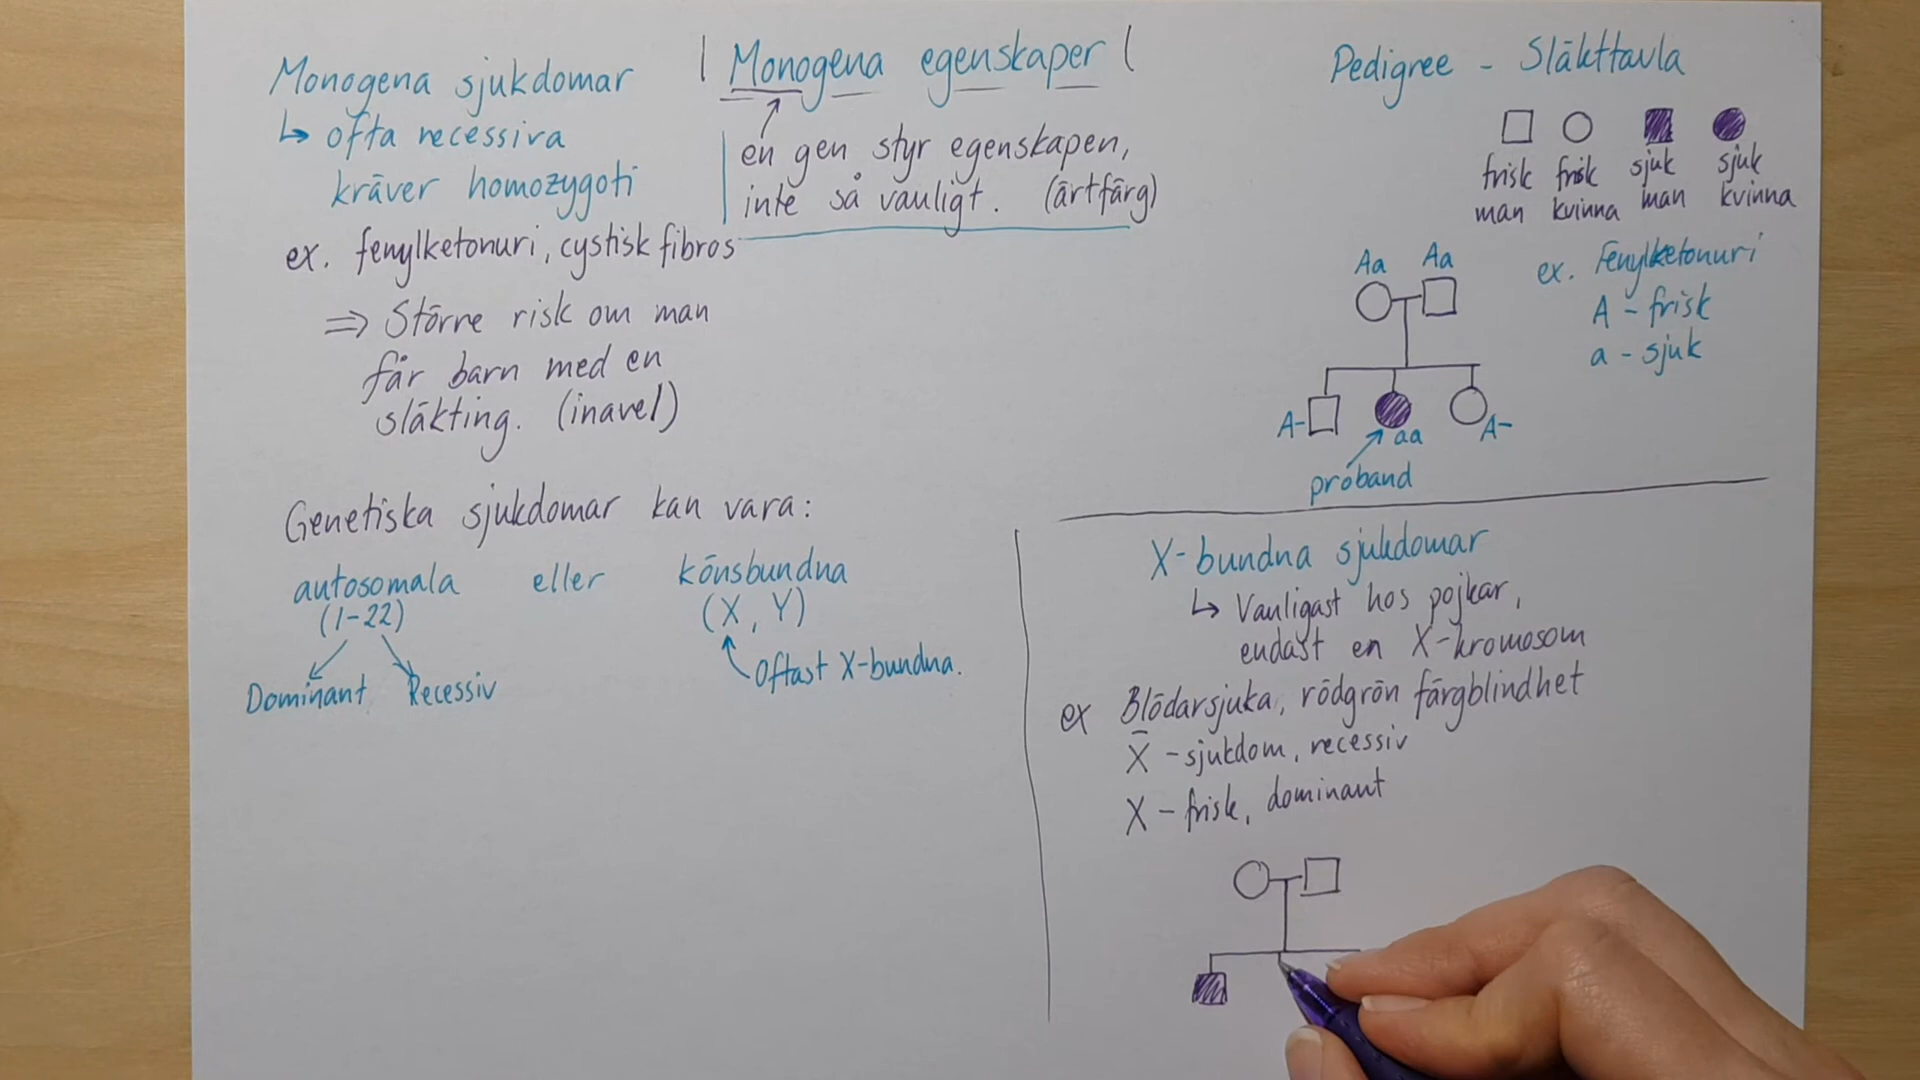 Monogena sjukdomar
↳ ofta recessiva
kräver homozygoti
ex. fenylketonuri, cystisk fibros
⇒ Större risk om man
får barn med en
släkting. (inavel)
Monogena egenskaper
en gen styr egenskapen,
inte så vanligt. (ärtfärg)
Genetiska sjukdomar kan vara:
autosomala eller könsbundna
(1-22) (X, Y)
Dominant Recessiv
Oftast X-bundna.
Pedigree - Släkttavla
frisk man
frisk kvinna
sjuk man
sjuk kvinna
ex. Fenylketonuri
A - frisk
a - sjuk
Aa Aa
A- aa A-
proband
X-bundna sjukdomar
↳ Vanligast hos pojkar,
endast en X-kromosom
ex Blödarsjuka, rödgrön färgblindhet
X̄ - sjukdom, recessiv
X - frisk, dominant